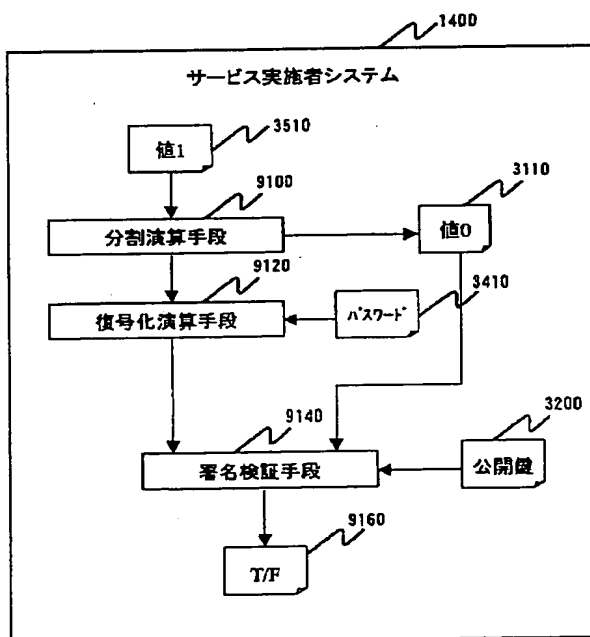 1400
サービス実施者システム
値1
3510
9100
分割演算手段
3110
値0
9120
復号化演算手段
3410
パスワード
9140
署名検証手段
3200
公開鍵
9160
T/F